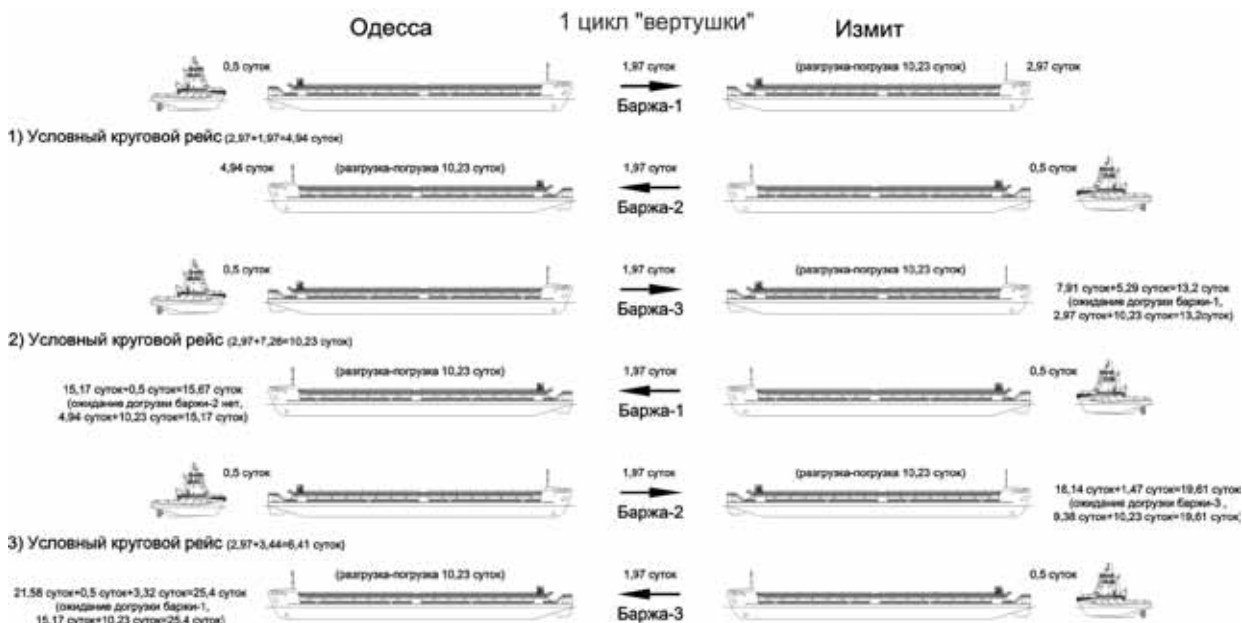 1 цикл "вертушки"
Одесса
Измит
0,5 суток
1,97 суток
(разгрузка-погрузка 10,23 суток)
2,97 суток
Баржа-1
1) Условный круговой рейс (2,97+1,97=4,94 суток)
4,94 суток
(разгрузка-погрузка 10,23 суток)
1,97 суток
0,5 суток
Баржа-2
0,5 суток
1,97 суток
(разгрузка-погрузка 10,23 суток)
Баржа-3
7,91 суток+5,29 суток=13,2 суток
(ожидание догрузки баржи-1,
2,97 суток+10,23 суток=13,2суток)
2) Условный круговой рейс (2,97+7,26=10,23 суток)
(разгрузка-погрузка 10,23 суток)
1,97 суток
0,5 суток
15,17 суток+0,5 суток=15,67 суток
(ожидание догрузки баржи-2 нет,
4,94 суток+10,23 суток=15,17 суток)
Баржа-1
0,5 суток
1,97 суток
(разгрузка-погрузка 10,23 суток)
Баржа-2
18,14 суток+1,47 суток=19,61 суток
(ожидание догрузки баржи-3 ,
9,38 суток+10,23 суток=19,61 суток)
3) Условный круговой рейс (2,97+3,44=6,41 суток)
(разгрузка-погрузка 10,23 суток)
1,97 суток
0,5 суток
21,58 суток+0,5 суток+3,32 суток=25,4 суток
(ожидание догрузки баржи-1,
15,17 суток+10,23 суток=25,4 суток)
Баржа-3